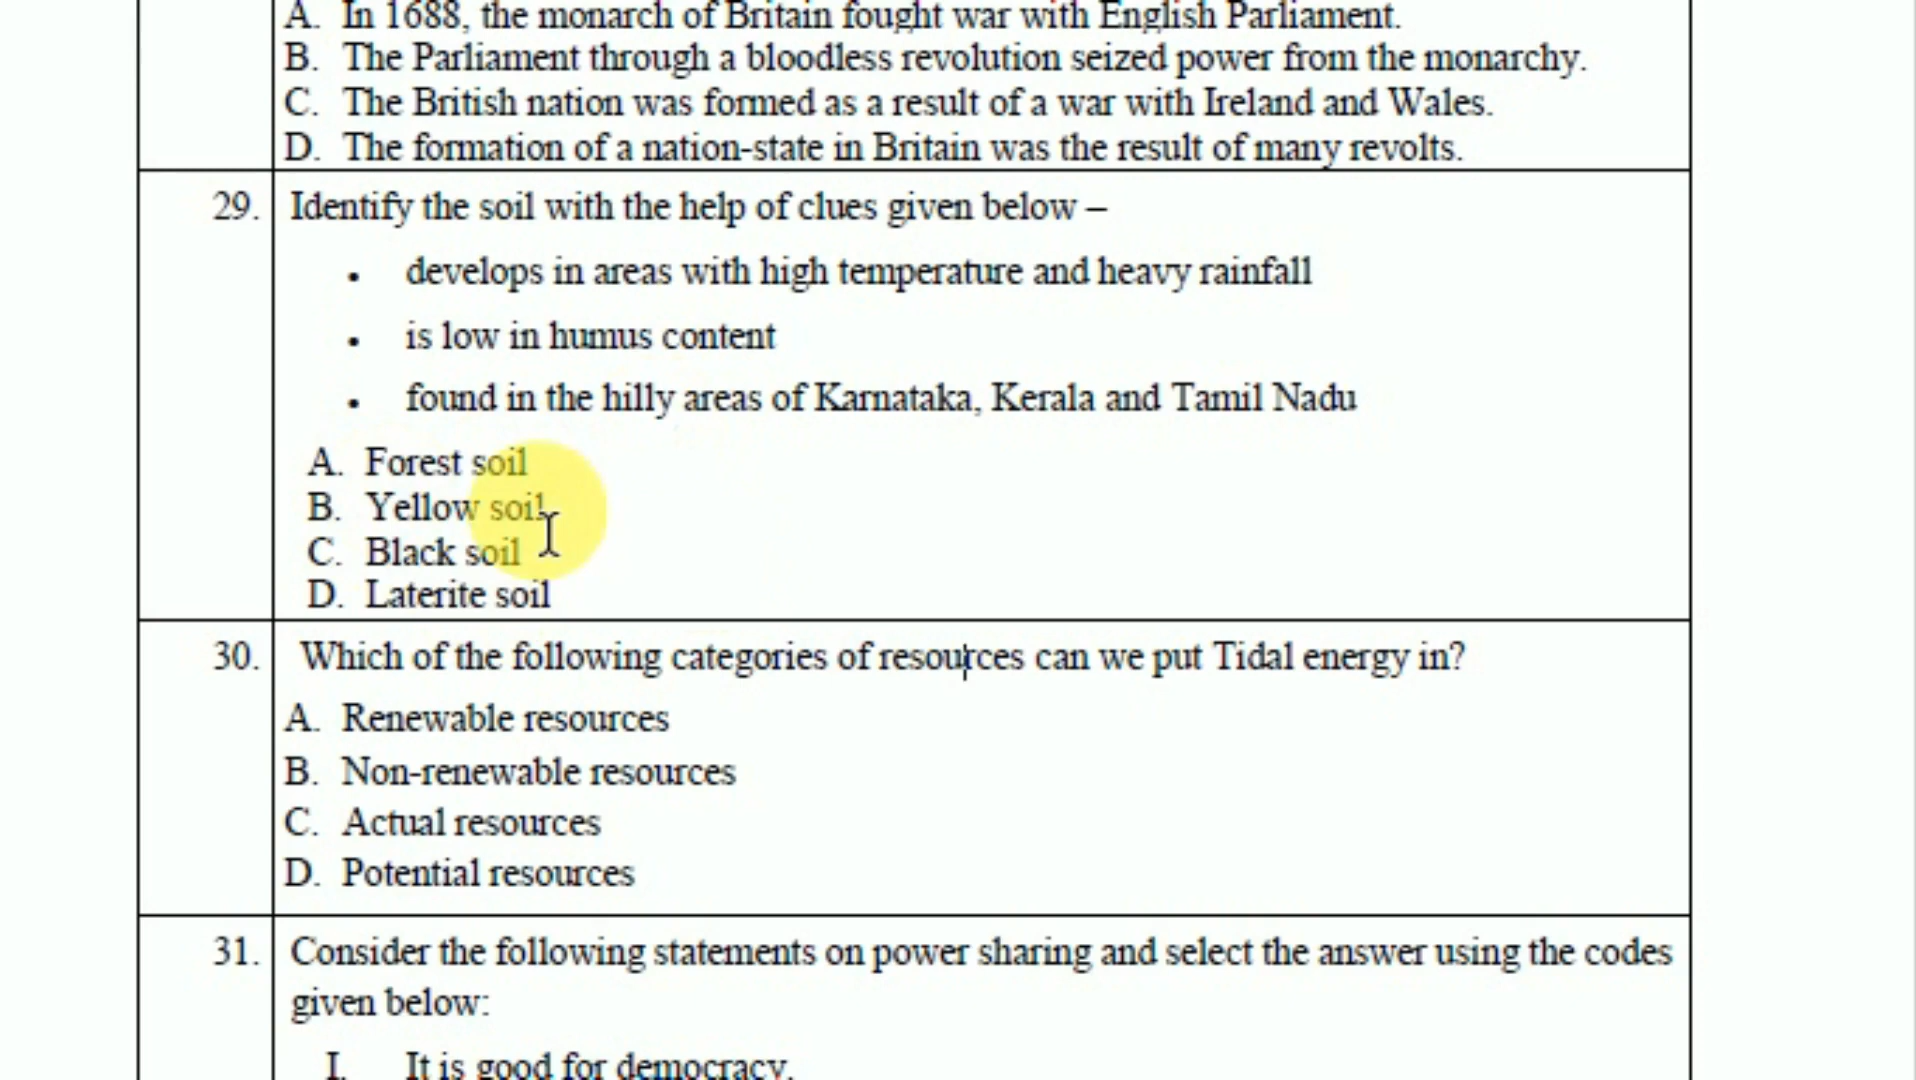 A. In 1688, the monarch of Britain fought war with English Parliament.
B. The Parliament through a bloodless revolution seized power from the monarchy.
C. The British nation was formed as a result of a war with Ireland and Wales.
D. The formation of a nation-state in Britain was the result of many revolts.
29. Identify the soil with the help of clues given below –
• develops in areas with high temperature and heavy rainfall
• is low in humus content
• found in the hilly areas of Karnataka, Kerala and Tamil Nadu
A. Forest soil
B. Yellow soil
C. Black soil
D. Laterite soil
30. Which of the following categories of resources can we put Tidal energy in?
A. Renewable resources
B. Non-renewable resources
C. Actual resources
D. Potential resources
31. Consider the following statements on power sharing and select the answer using the codes
given below:
I. It is good for democracy.